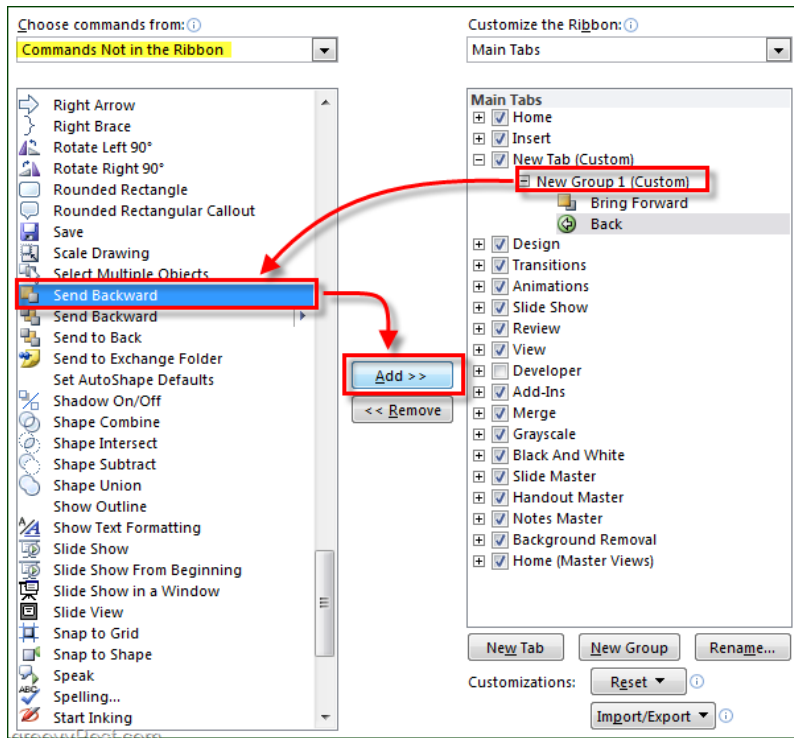 Choose commands from:
Commands Not in the Ribbon
Right Arrow
Right Brace
Rotate Left 90°
Rotate Right 90°
Rounded Rectangle
Rounded Rectangular Callout
Save
Scale Drawing
Select Multiple Objects
Send Backward
Send Backward
Send to Back
Send to Exchange Folder
Set AutoShape Defaults
Shadow On/Off
Shape Combine
Shape Intersect
Shape Subtract
Shape Union
Show Outline
Show Text Formatting
Slide Show
Slide Show From Beginning
Slide Show in a Window
Slide View
Snap to Grid
Snap to Shape
Speak
Spelling...
Start Inking
groovyPost.com
Add >>
<< Remove
Customize the Ribbon:
Main Tabs
Main Tabs
Home
Insert
New Tab (Custom)
New Group 1 (Custom)
Bring Forward
Back
Design
Transitions
Animations
Slide Show
Review
View
Developer
Add-Ins
Merge
Grayscale
Black And White
Slide Master
Handout Master
Notes Master
Background Removal
Home (Master Views)
New Tab New Group Rename...
Customizations: Reset
Import/Export